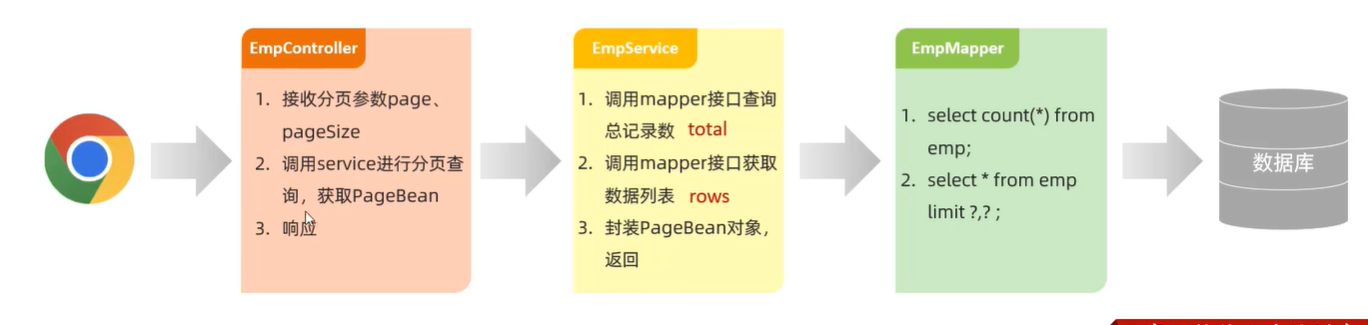 EmpController
1. 接收分页参数page、
pageSize
2. 调用service进行分页查
询，获取PageBean
3. 响应
EmpService
1. 调用mapper接口查询
总记录数 total
2. 调用mapper接口获取
数据列表 rows
3. 封装PageBean对象，
返回
EmpMapper
1. select count(*) from
emp;
2. select * from emp
limit ?,? ;
数据库